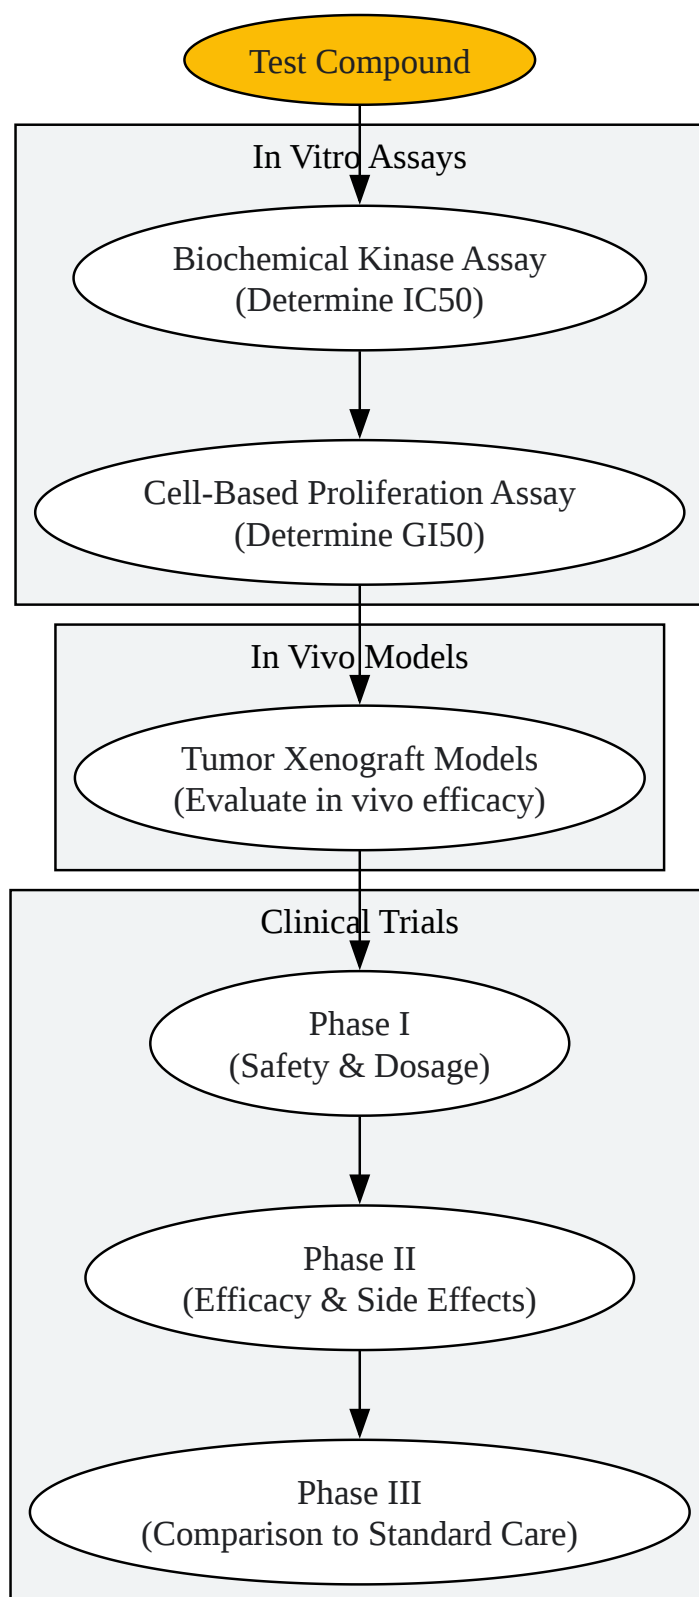 Test Compound
In Vitro Assays
Biochemical Kinase Assay
(Determine IC50)
Cell-Based Proliferation Assay
(Determine GI50)
In Vivo Models
Tumor Xenograft Models
(Evaluate in vivo efficacy)
Clinical Trials
Phase I
(Safety & Dosage)
Phase II
(Efficacy & Side Effects)
Phase III
(Comparison to Standard Care)